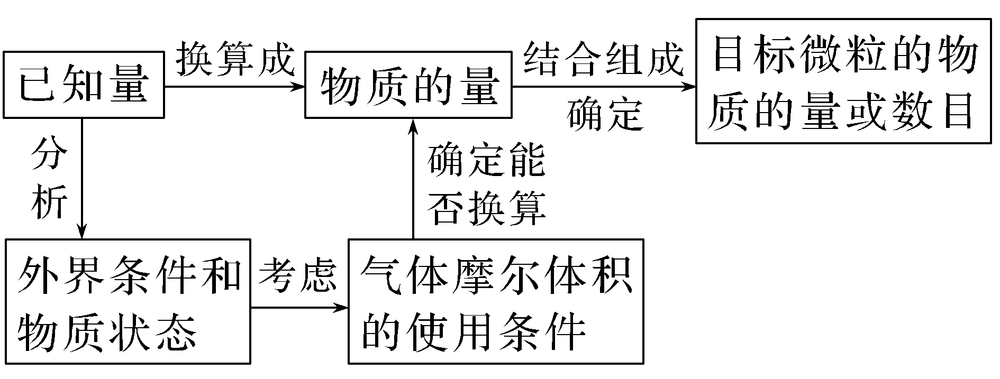 已知量
换算成
物质的量
结合组成
确定
目标微粒的物
质的量或数目
分
析
确定能
否换算
外界条件和
物质状态
考虑
气体摩尔体积
的使用条件